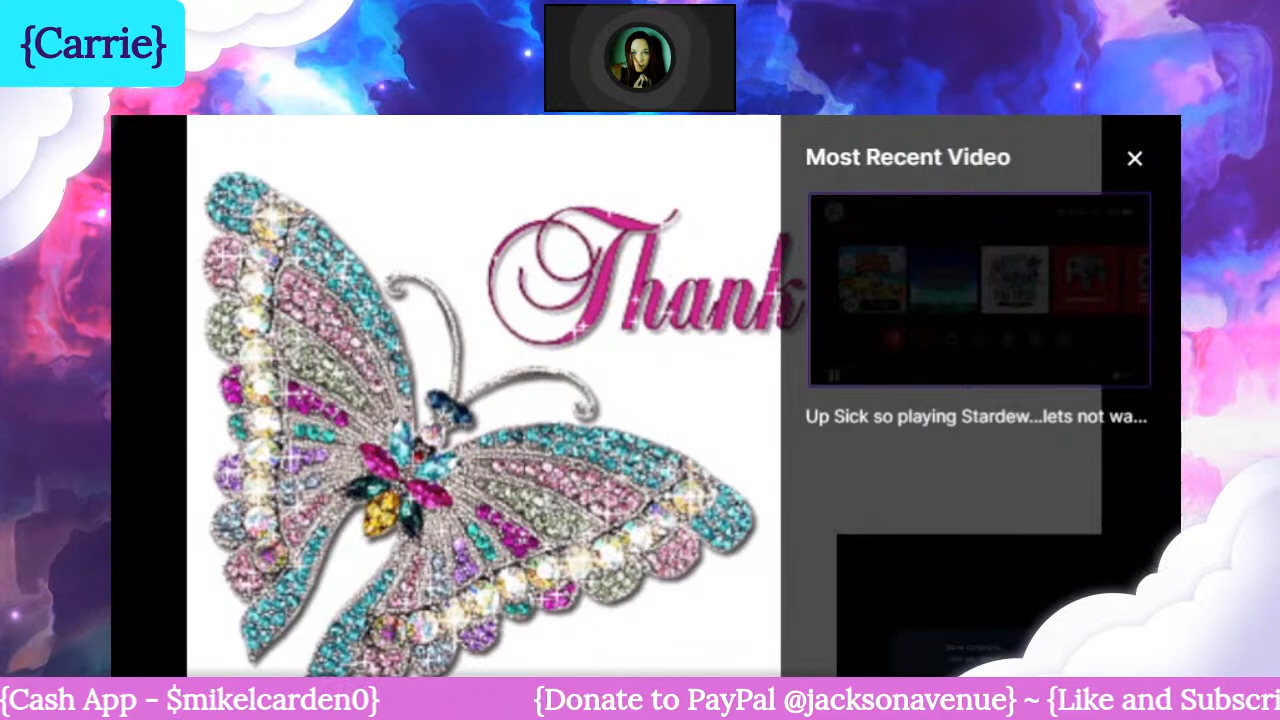 {Carrie}
Most Recent Video
Thank
Up Sick so playing Stardew...lets not wa...
{Cash App - $mikelcarden0} {Donate to PayPal @jacksonavenue} ~ {Like and Subscri